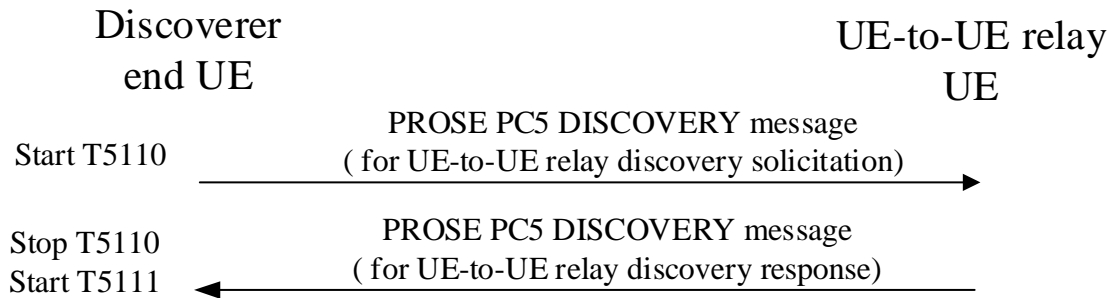 Discoverer
end UE
UE-to-UE relay
UE
Start T5110
PROSE PC5 DISCOVERY message
( for UE-to-UE relay discovery solicitation)
Stop T5110
Start T5111
PROSE PC5 DISCOVERY message
( for UE-to-UE relay discovery response)